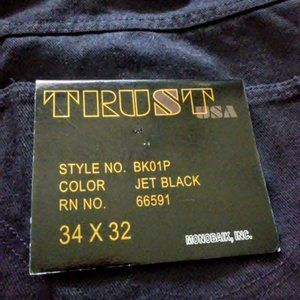 TRUST
USA
STYLE NO. BK01P
COLOR JET BLACK
RN NO. 66591
34 X 32
MONOBAIK, INC.